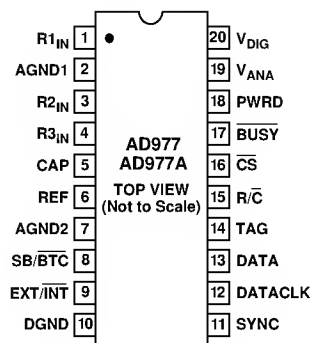 R1IN 1 20 VDIG
AGND1 2 19 VANA
R2IN 3 18 PWRD
R3IN 4 17 BUSY
CAP 5 16 CS
REF 6 15 R/C
AGND2 7 14 TAG
SB/BTC 8 13 DATA
EXT/INT 9 12 DATACLK
DGND 10 11 SYNC
AD977
AD977A
TOP VIEW
(Not to Scale)